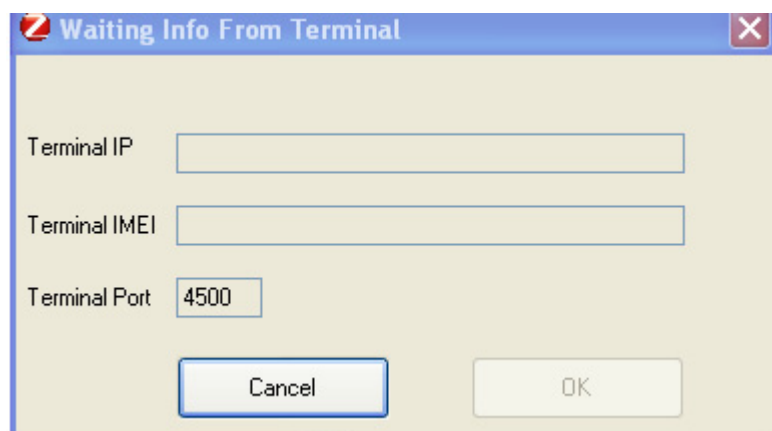 Waiting Info From Terminal
Terminal IP
Terminal IMEI
Terminal Port 4500
Cancel OK